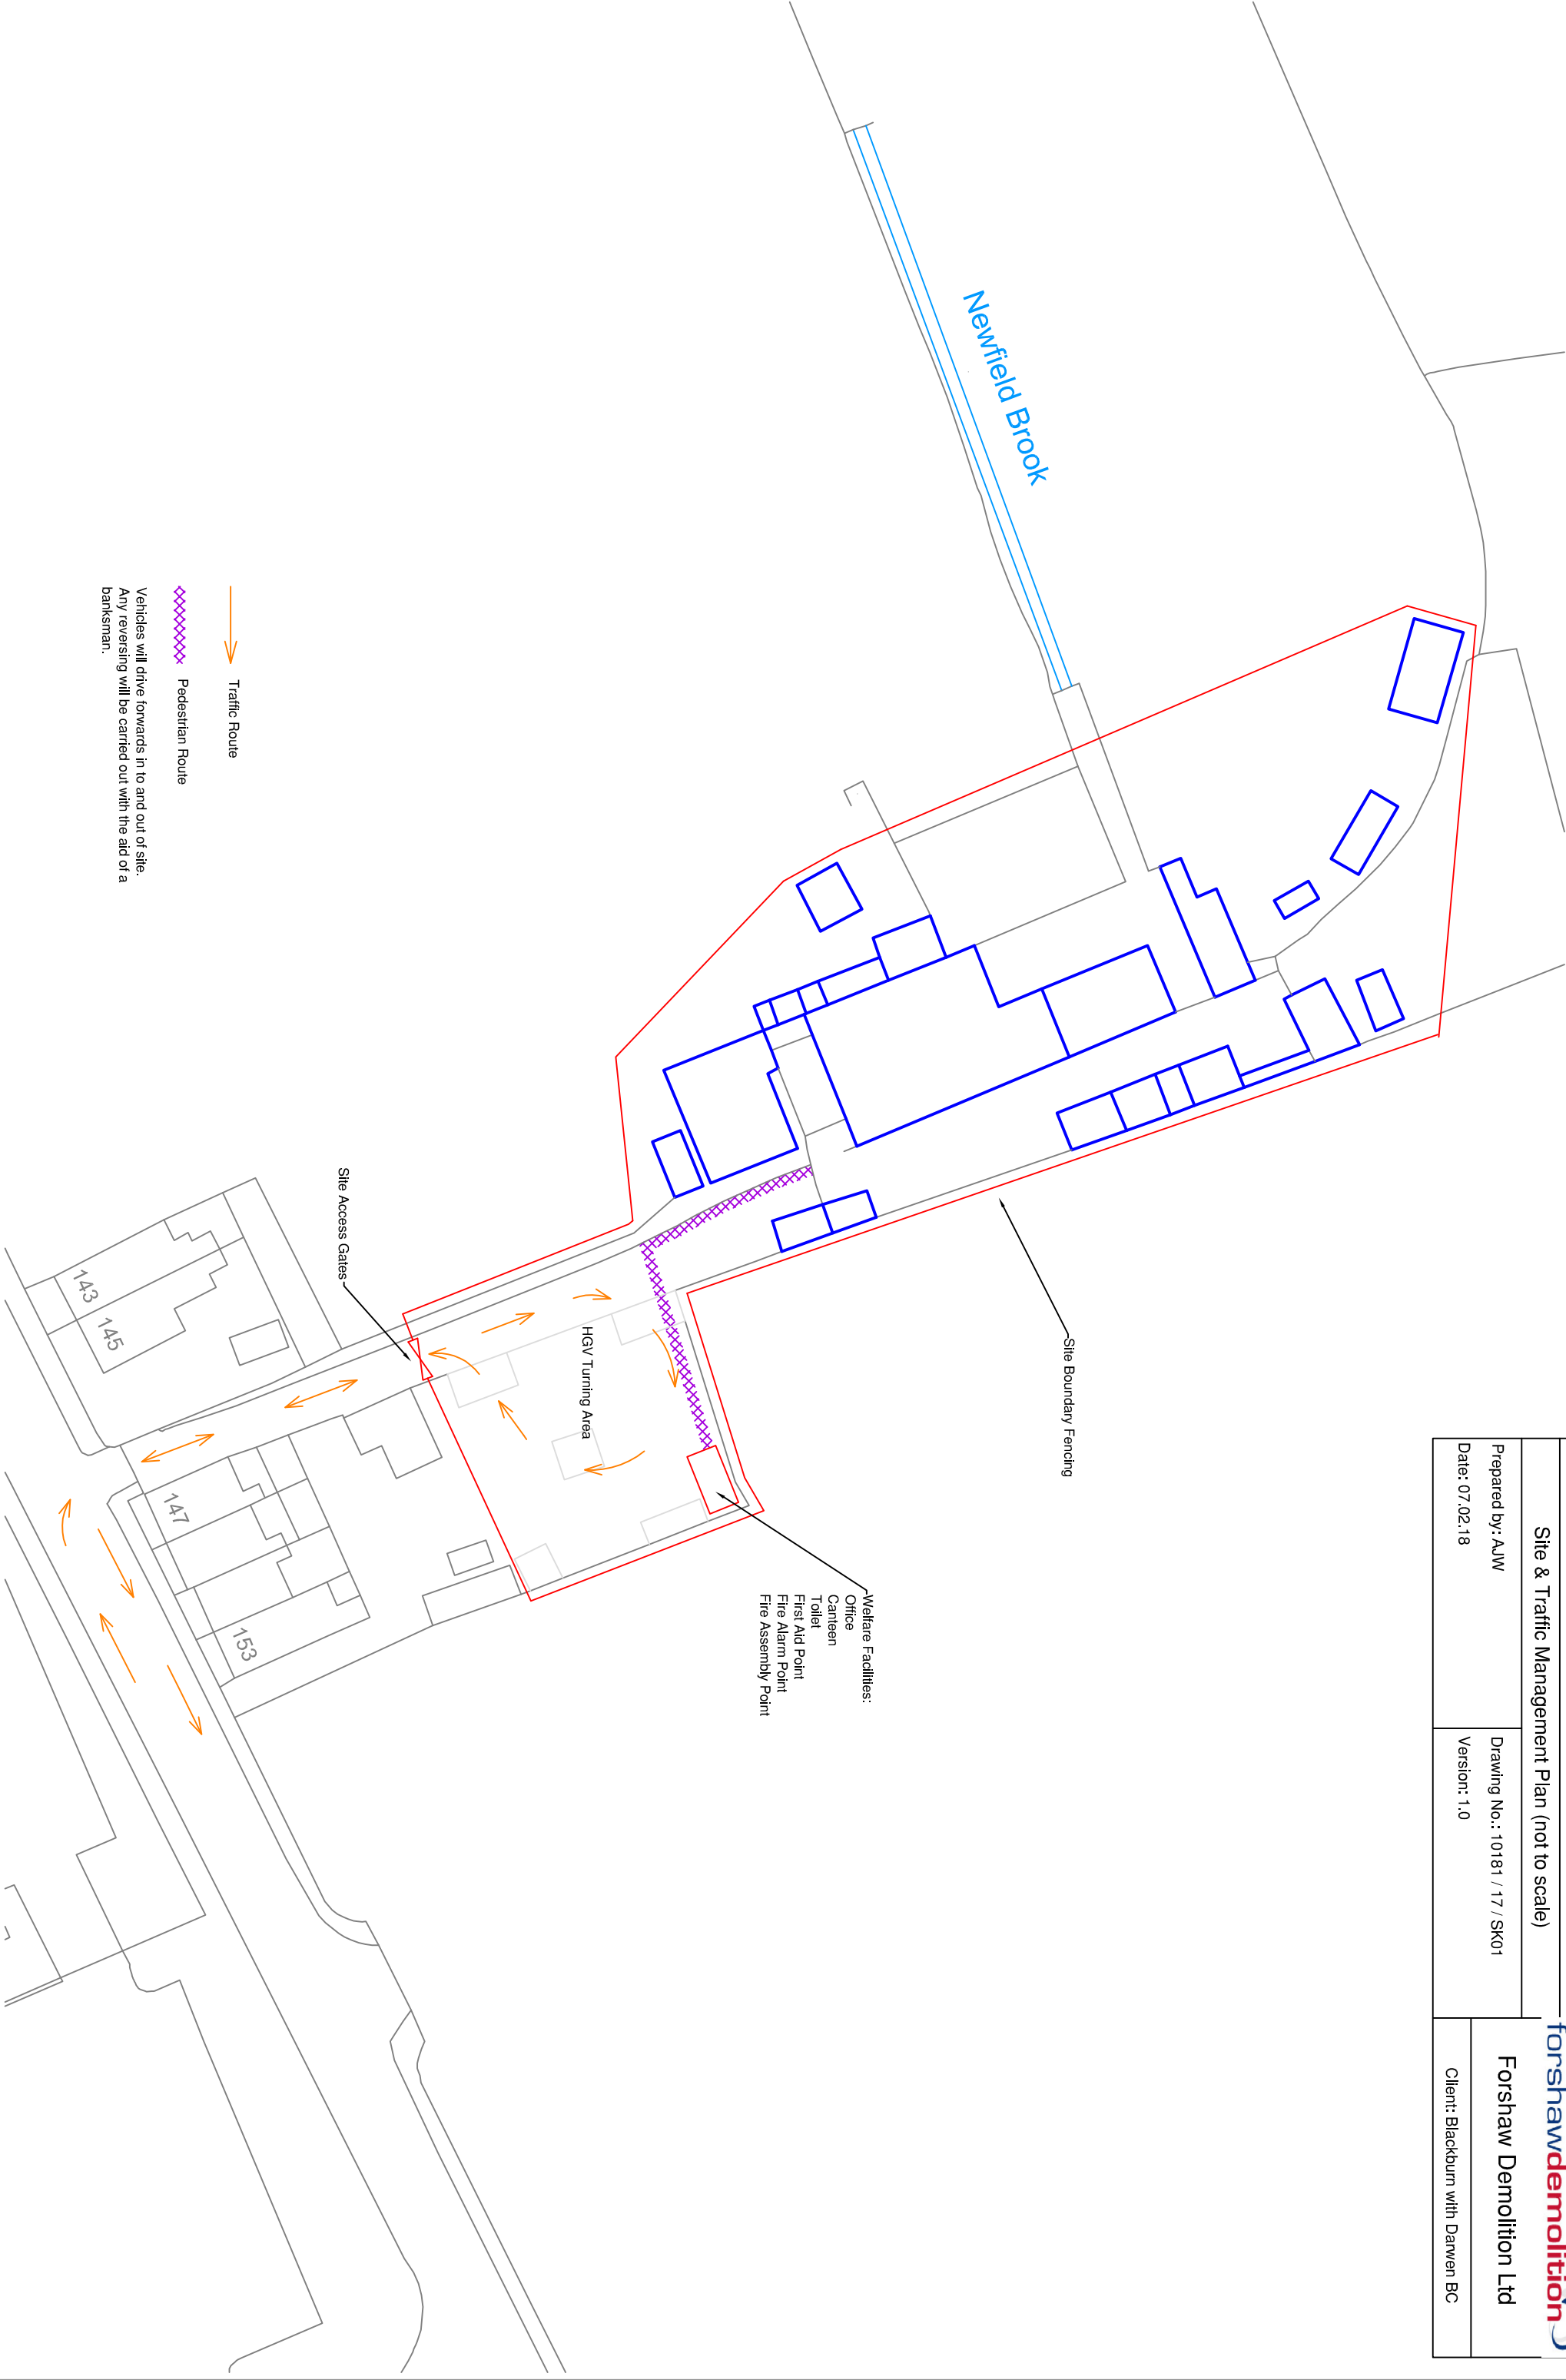 forshawdemolition
Site & Traffic Management Plan (not to scale)
Forshaw Demolition Ltd
Prepared by: AJW
Drawing No.: 10181 / 17 / SK01
Date: 07.02.18
Version: 1.0
Client: Blackburn with Darwen BC
Newfield Brook
Site Boundary Fencing
Welfare Facilities:
Office
Canteen
Toilet
First Aid Point
Fire Alarm Point
Fire Assembly Point
HGV Turning Area
Site Access Gates
Traffic Route
Pedestrian Route
Vehicles will drive forwards in to and out of site.
Any reversing will be carried out with the aid of a
banksman.
143
145
147
153